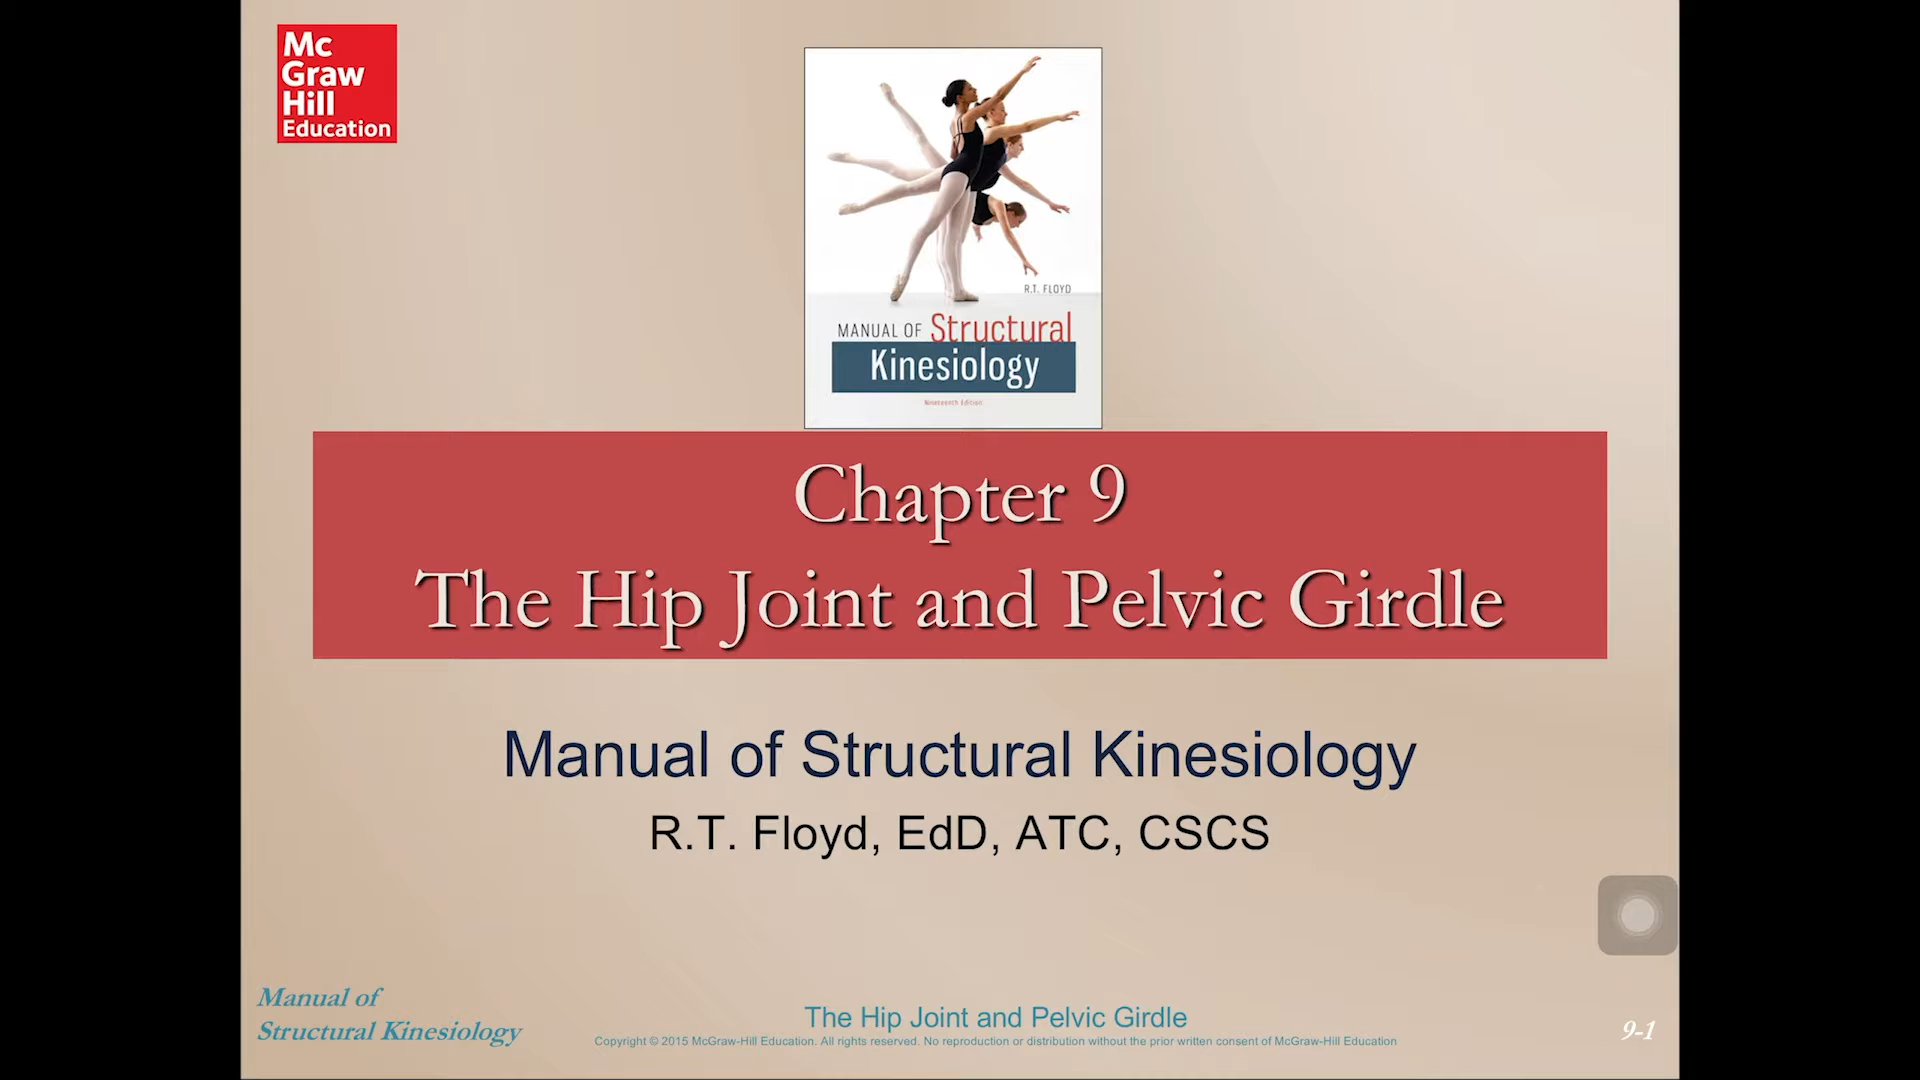 Mc
Graw
Hill
Education
R.T. FLOYD
MANUAL OF Structural
Kinesiology
Nineteenth Edition
Chapter 9
The Hip Joint and Pelvic Girdle
Manual of Structural Kinesiology
R.T. Floyd, EdD, ATC, CSCS
Manual of
Structural Kinesiology
The Hip Joint and Pelvic Girdle
Copyright © 2015 McGraw-Hill Education. All rights reserved. No reproduction or distribution without the prior written consent of McGraw-Hill Education
9-1